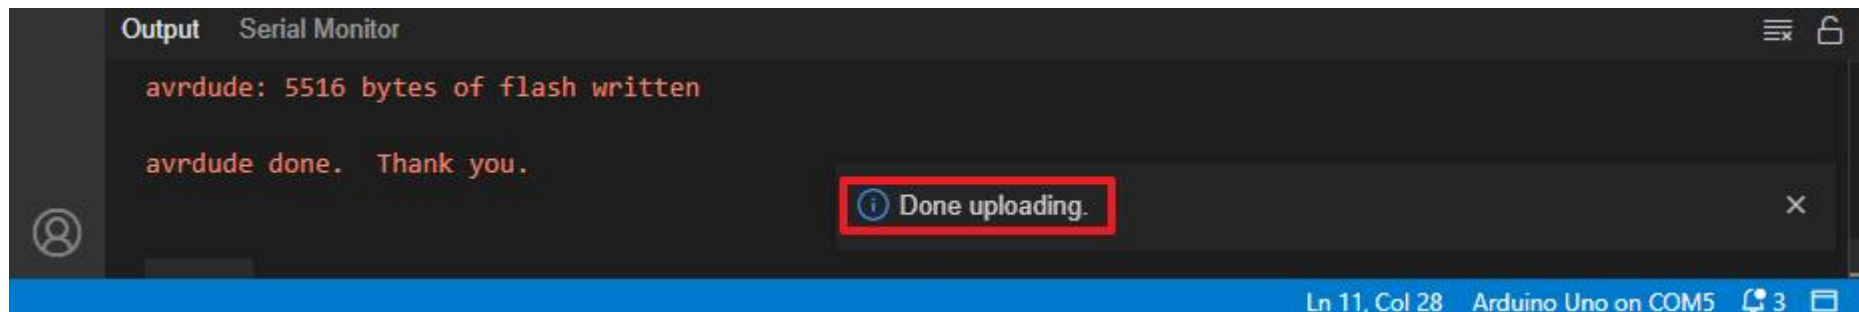 Output Serial Monitor
avrdude: 5516 bytes of flash written
avrdude done.  Thank you.
Done uploading.
Ln 11, Col 28 Arduino Uno on COM5 3